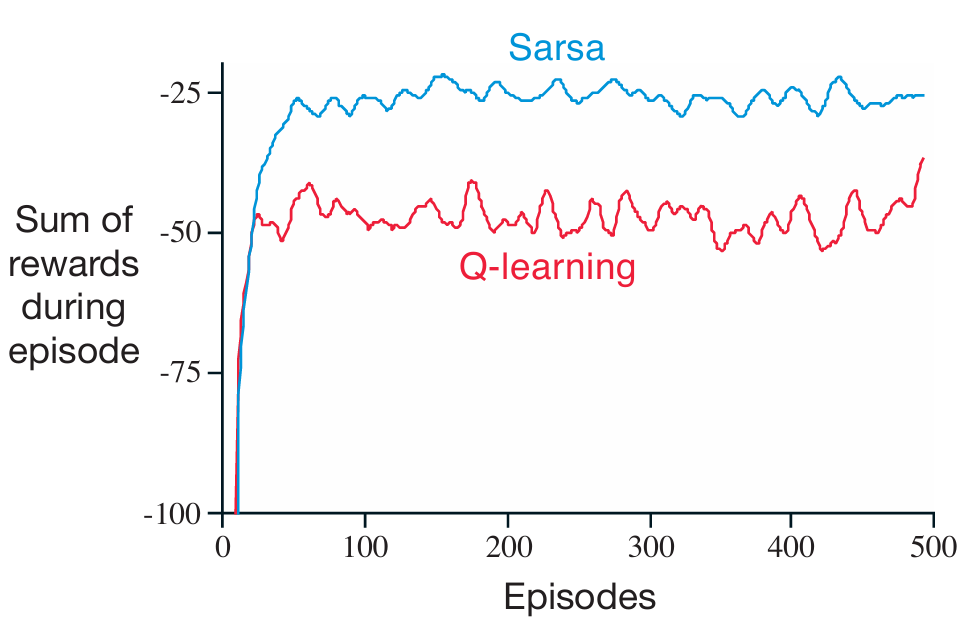 Sarsa
-25
Sum of
rewards
during
episode
-50
Q-learning
-75
-100
0 100 200 300 400 500
Episodes